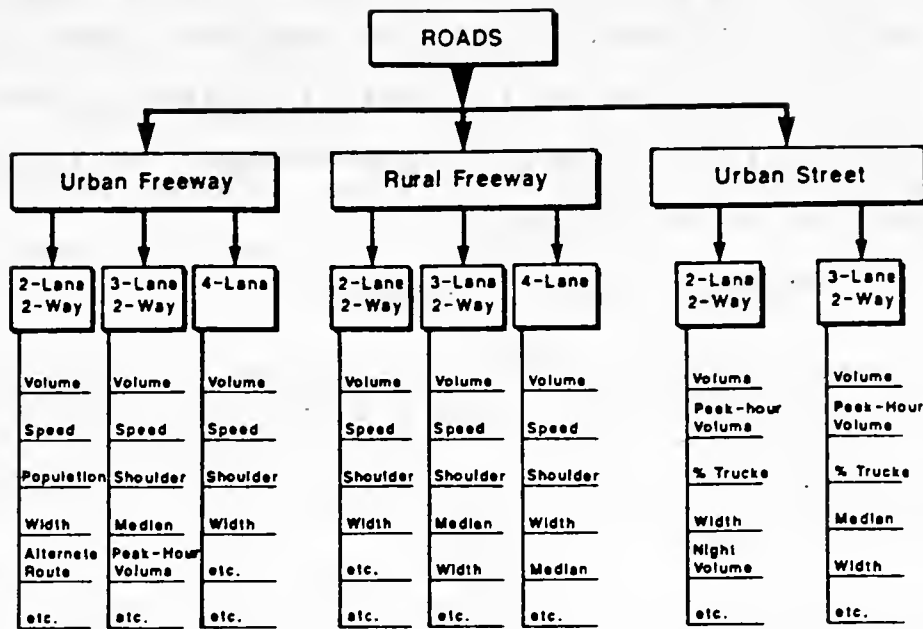 ROADS
Urban Freeway
Rural Freeway
Urban Street
2-Lane
2-Way
3-Lane
2-Way
4-Lane
2-Lane
2-Way
3-Lane
2-Way
4-Lane
2-Lane
2-Way
3-Lane
2-Way
Volume
Speed
Population
Width
Alternate
Route
etc.
Volume
Speed
Shoulder
Median
Peak-Hour
Volume
etc.
Volume
Speed
Shoulder
Width
etc.
etc.
Volume
Speed
Shoulder
Width
etc.
etc.
Volume
Speed
Shoulder
Median
Width
etc.
Volume
Speed
Shoulder
Width
Median
etc.
Volume
Peak-hour
Volume
% Trucks
Width
Night
Volume
etc.
Volume
Peak-Hour
Volume
% Trucks
Median
Width
etc.